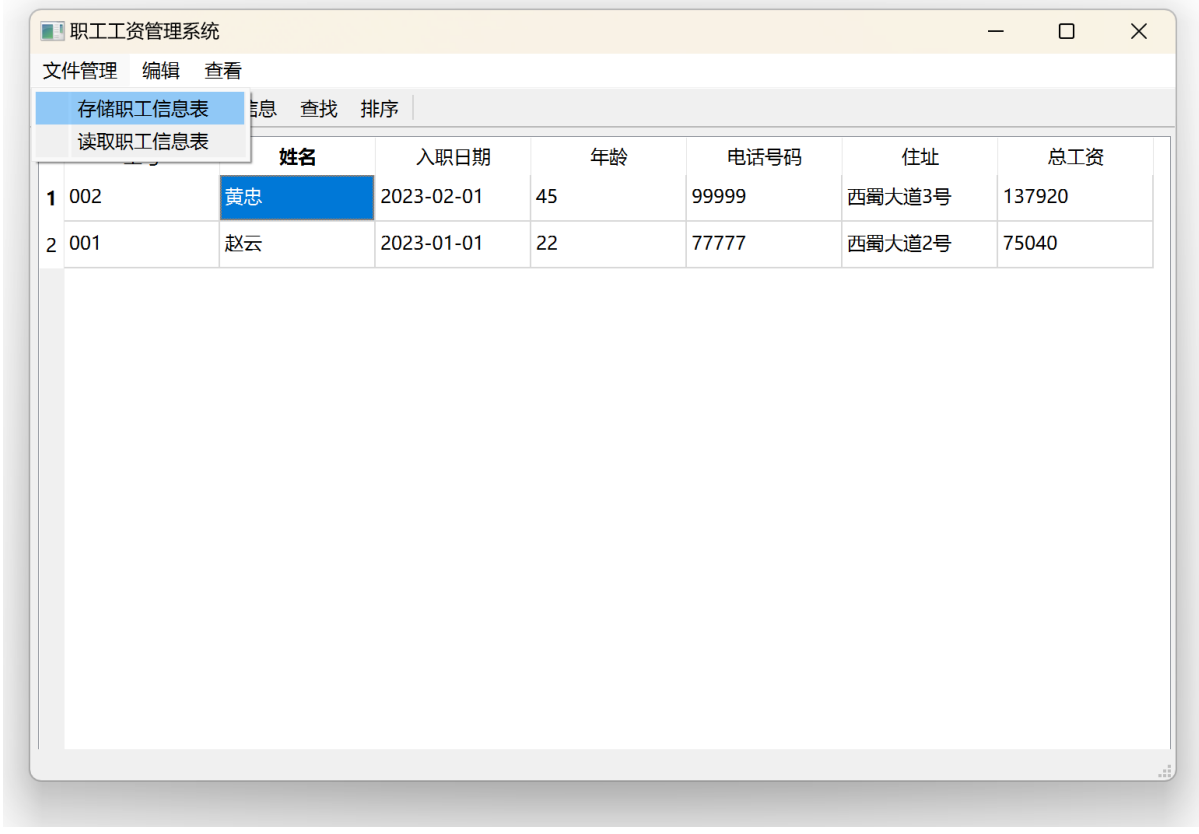 职工工资管理系统
文件管理 编辑 查看
存储职工信息表 信息 查找 排序
读取职工信息表
姓名 入职日期 年龄 电话号码 住址 总工资
1 002 黄忠 2023-02-01 45 99999 西蜀大道3号 137920
2 001 赵云 2023-01-01 22 77777 西蜀大道2号 75040